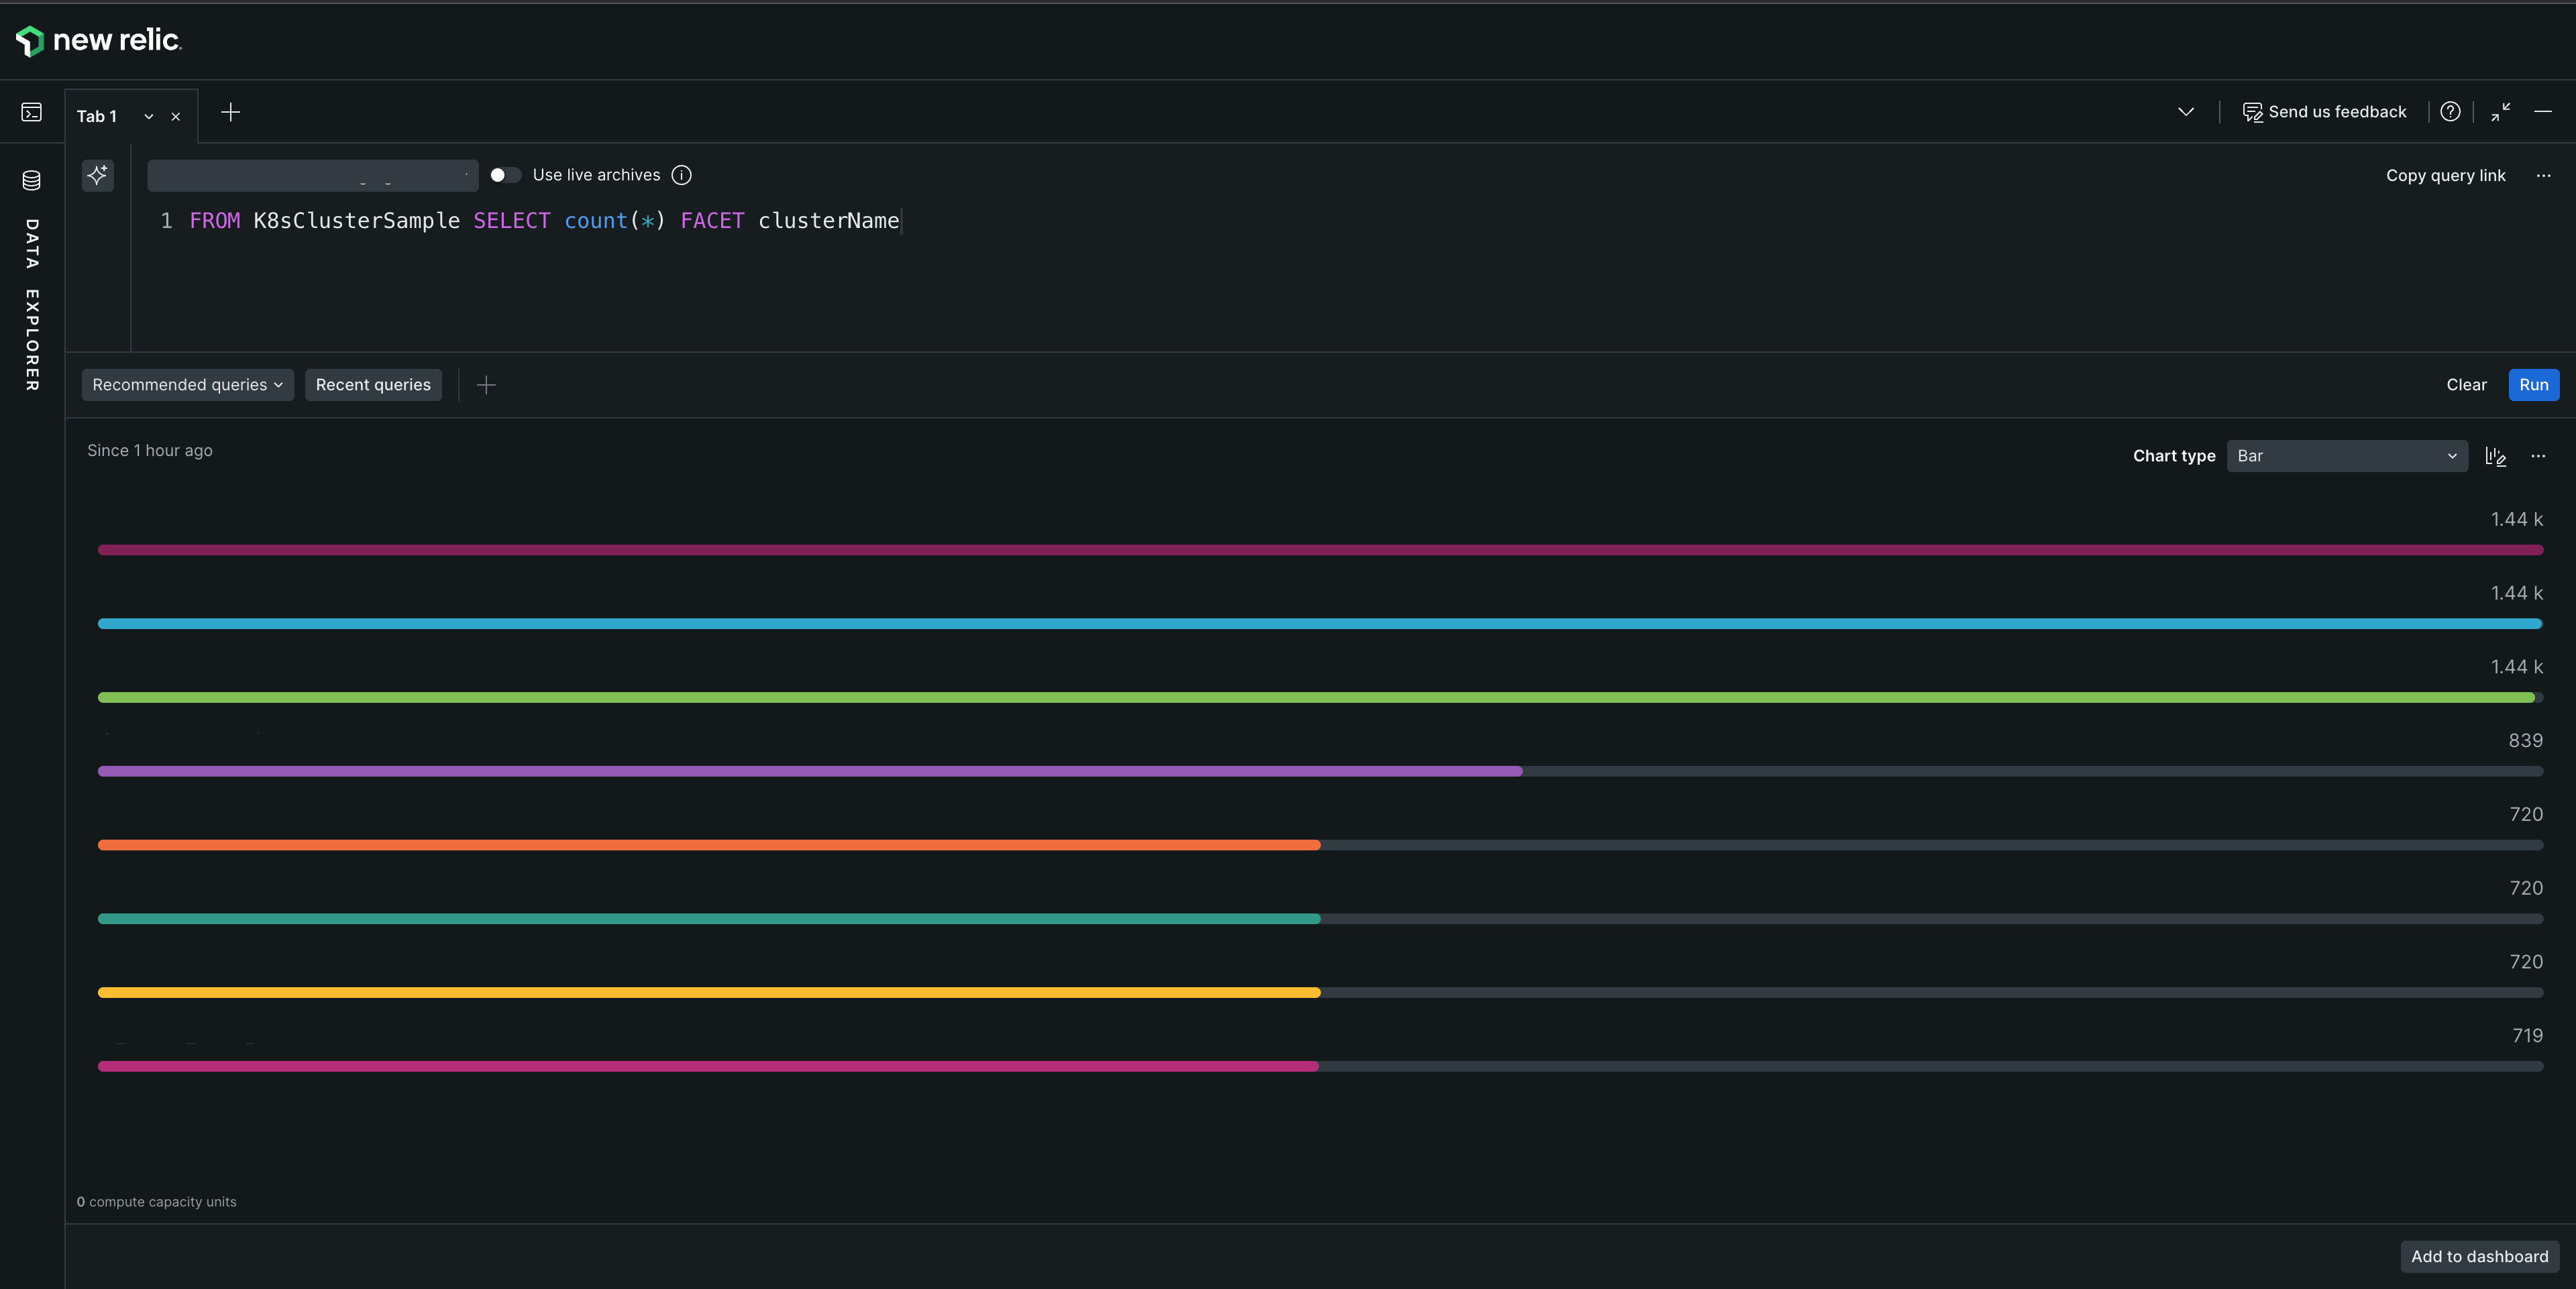 new relic.
Tab 1
Send us feedback
Use live archives
Copy query link
1 FROM K8sClusterSample SELECT count(*) FACET clusterName
DATA EXPLORER
Recommended queries
Recent queries
Clear
Run
Since 1 hour ago
Chart type
Bar
1.44 k
1.44 k
1.44 k
839
720
720
720
719
0 compute capacity units
Add to dashboard